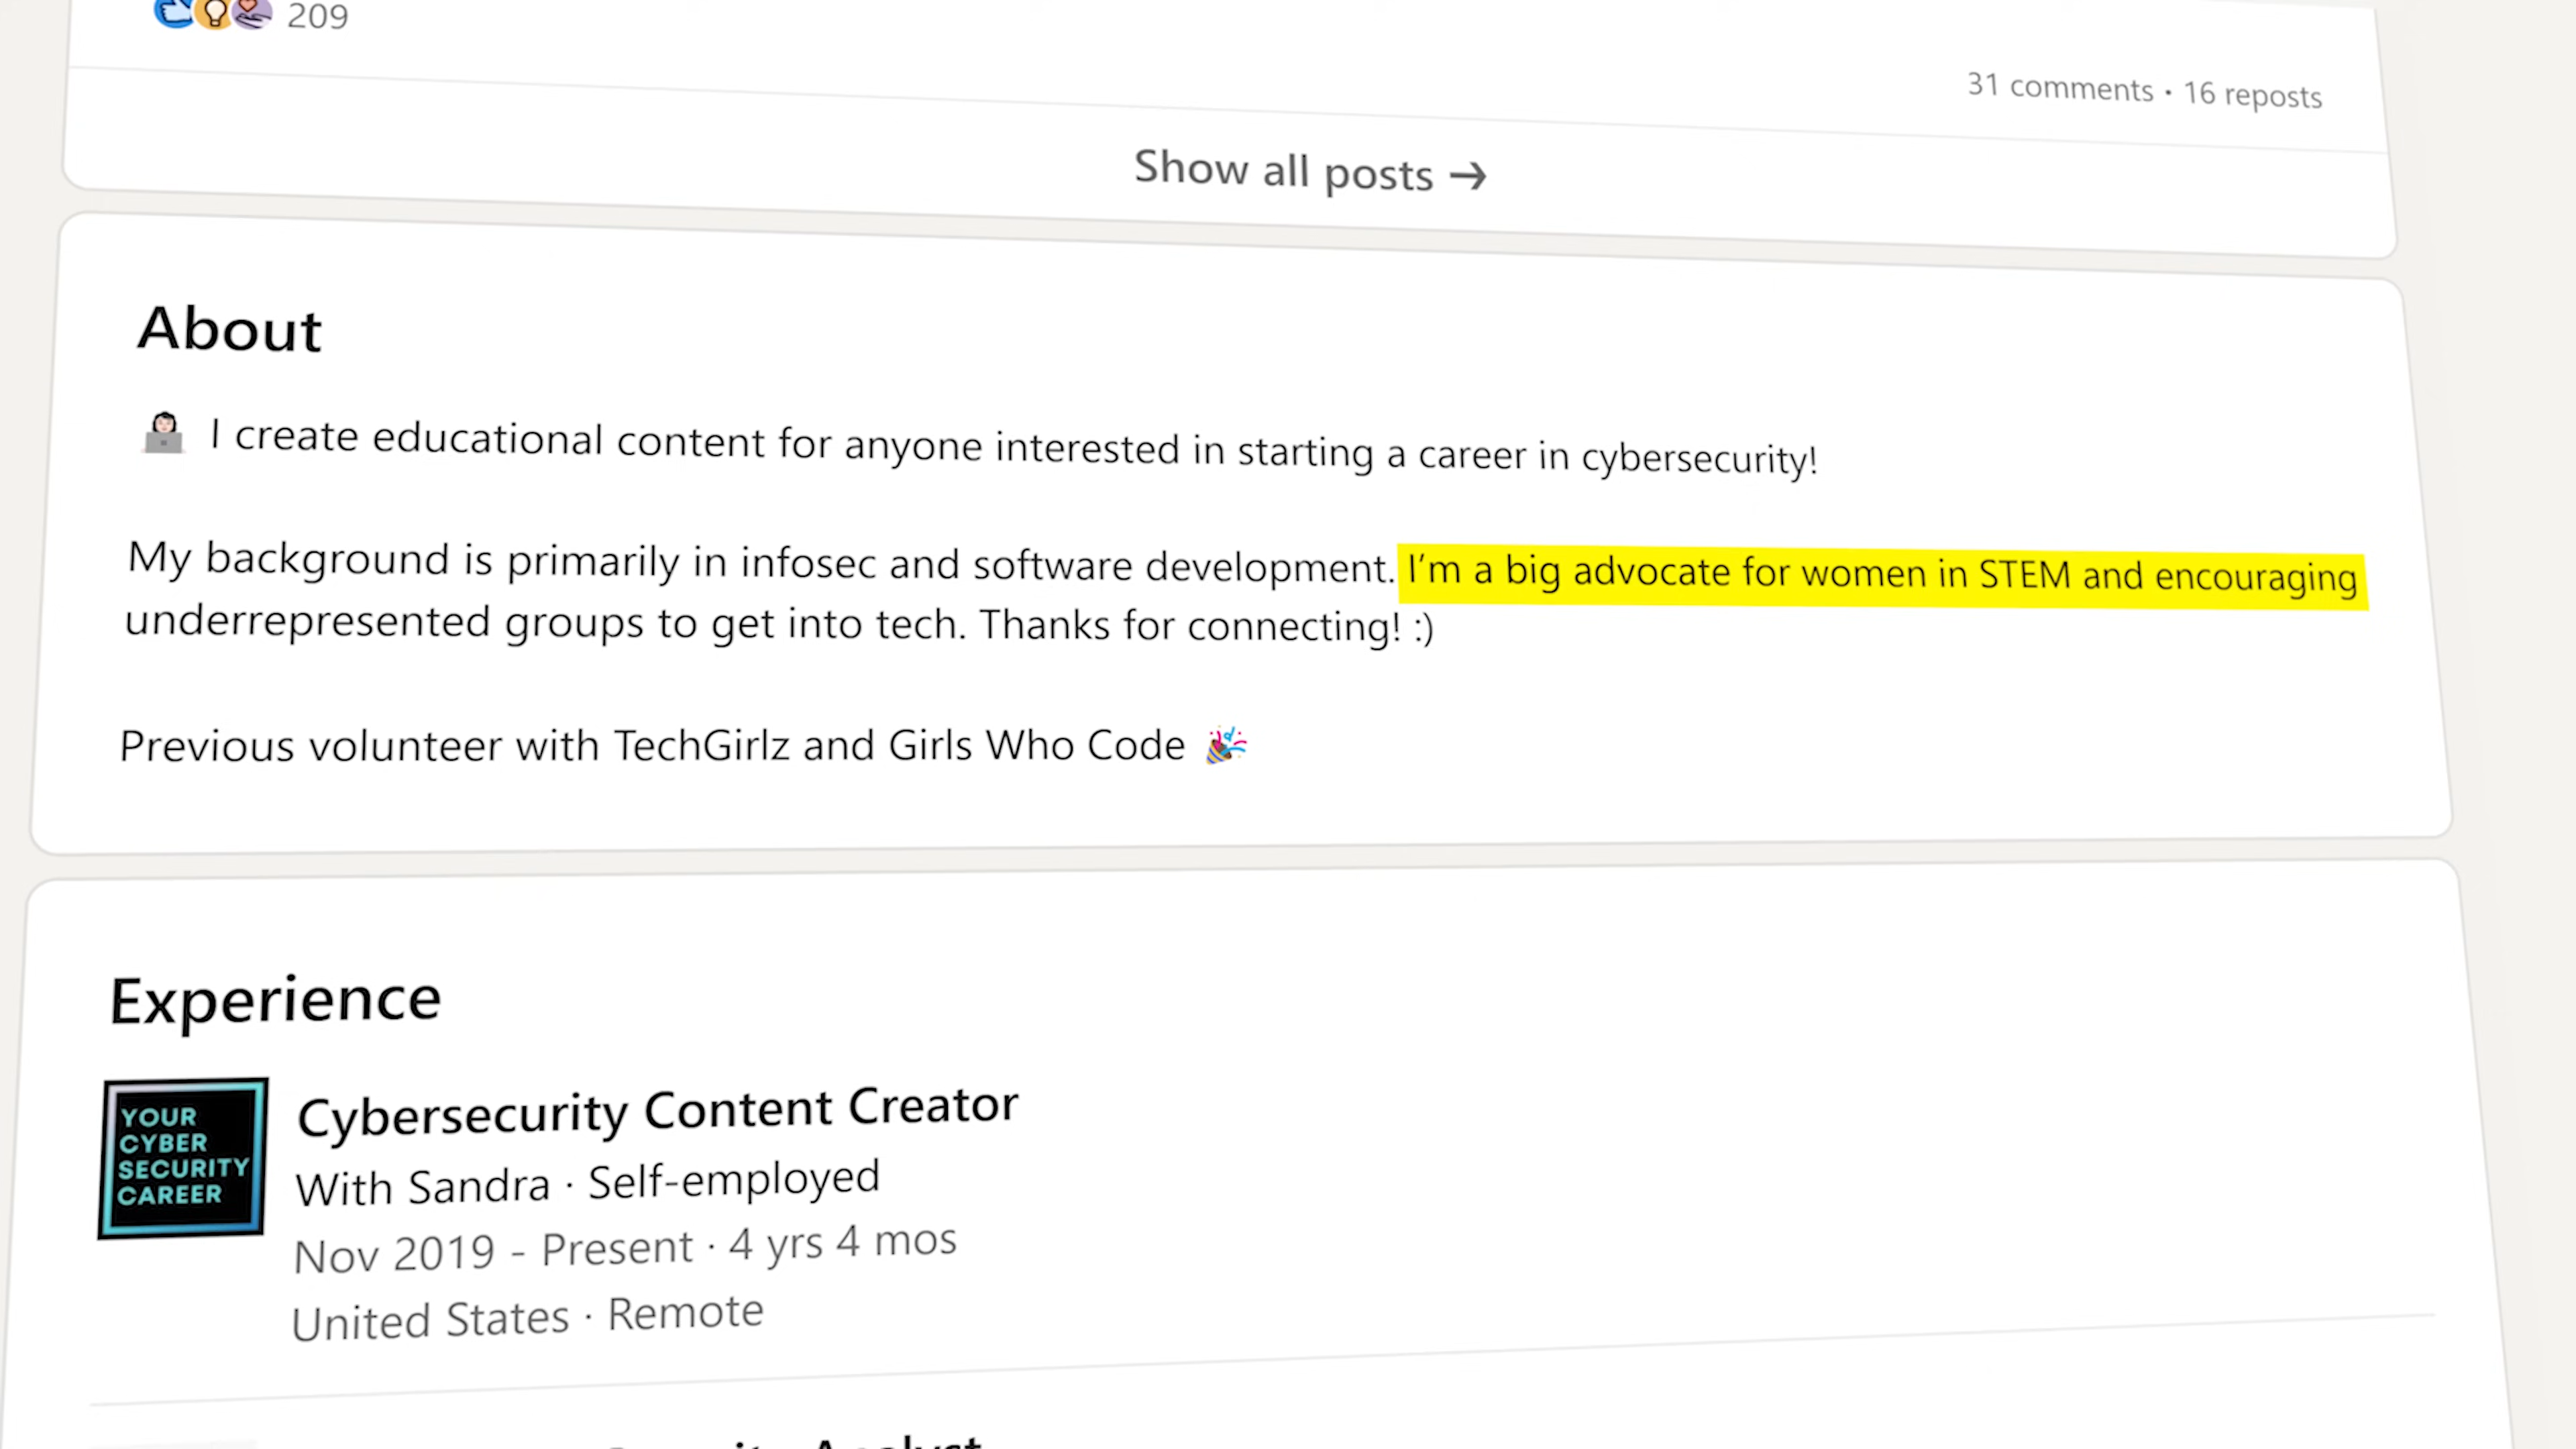 209
31 comments • 16 reposts
Show all posts →
About
I create educational content for anyone interested in starting a career in cybersecurity!
My background is primarily in infosec and software development. I'm a big advocate for women in STEM and encouraging
underrepresented groups to get into tech. Thanks for connecting! :)
Previous volunteer with TechGirlz and Girls Who Code 🎉
Experience
YOUR
CYBER
SECURITY
CAREER
Cybersecurity Content Creator
With Sandra · Self-employed
Nov 2019 - Present · 4 yrs 4 mos
United States · Remote
Analyst